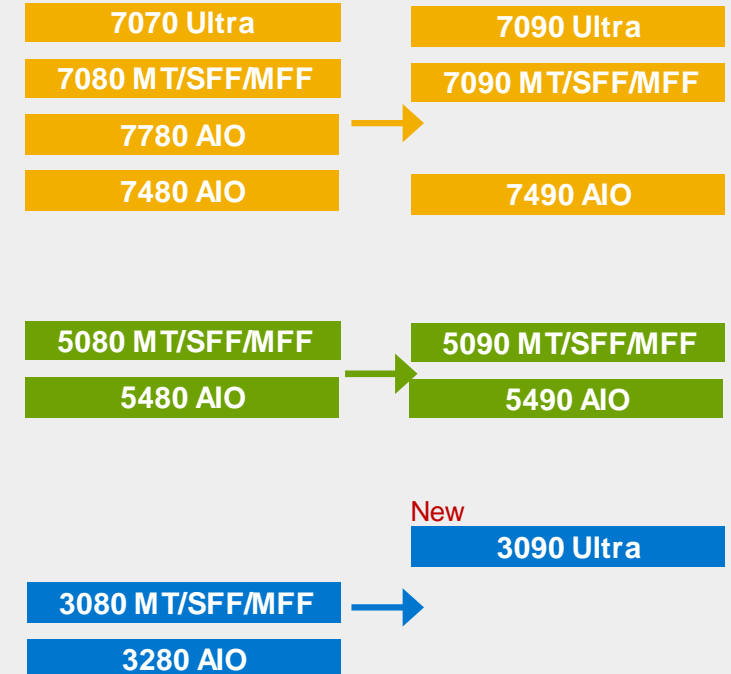 7070 Ultra
7090 Ultra
7080 MT/SFF/MFF
7090 MT/SFF/MFF
7780 AIO
7480 AIO
7490 AIO
5080 MT/SFF/MFF
5090 MT/SFF/MFF
5480 AIO
5490 AIO
New
3090 Ultra
3080 MT/SFF/MFF
3280 AIO